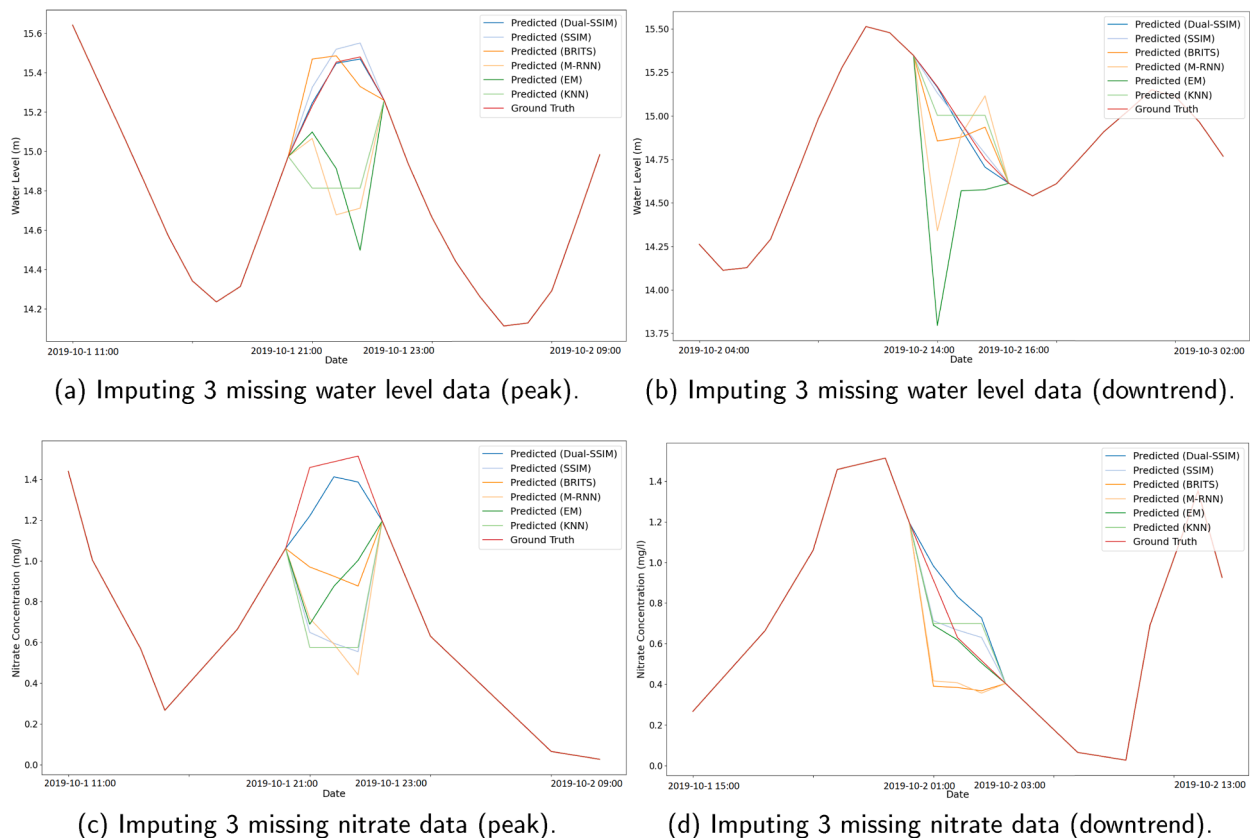 15.6
15.4
15.2
15.0
14.8
14.6
14.4
14.2
Water Level (m)
Predicted (Dual-SSIM)
Predicted (SSIM)
Predicted (BRITS)
Predicted (M-RNN)
Predicted (EM)
Predicted (KNN)
Ground Truth
2019-10-1 11:00 2019-10-1 21:00 2019-10-1 23:00 2019-10-2 09:00
Date
(a) Imputing 3 missing water level data (peak).
15.50
15.25
15.00
14.75
14.50
14.25
14.00
13.75
Water Level (m)
Predicted (Dual-SSIM)
Predicted (SSIM)
Predicted (BRITS)
Predicted (M-RNN)
Predicted (EM)
Predicted (KNN)
Ground Truth
2019-10-2 04:00 2019-10-2 14:00 2019-10-2 16:00 2019-10-3 02:00
Date
(b) Imputing 3 missing water level data (downtrend).
1.4
1.2
1.0
0.8
0.6
0.4
0.2
0.0
Nitrate Concentration (mg/l)
Predicted (Dual-SSIM)
Predicted (SSIM)
Predicted (BRITS)
Predicted (M-RNN)
Predicted (EM)
Predicted (KNN)
Ground Truth
2019-10-1 11:00 2019-10-1 21:00 2019-10-1 23:00 2019-10-2 09:00
Date
(c) Imputing 3 missing nitrate data (peak).
1.4
1.2
1.0
0.8
0.6
0.4
0.2
0.0
Nitrate Concentration (mg/l)
Predicted (Dual-SSIM)
Predicted (SSIM)
Predicted (BRITS)
Predicted (M-RNN)
Predicted (EM)
Predicted (KNN)
Ground Truth
2019-10-1 15:00 2019-10-2 01:00 2019-10-2 03:00 2019-10-2 13:00
Date
(d) Imputing 3 missing nitrate data (downtrend).